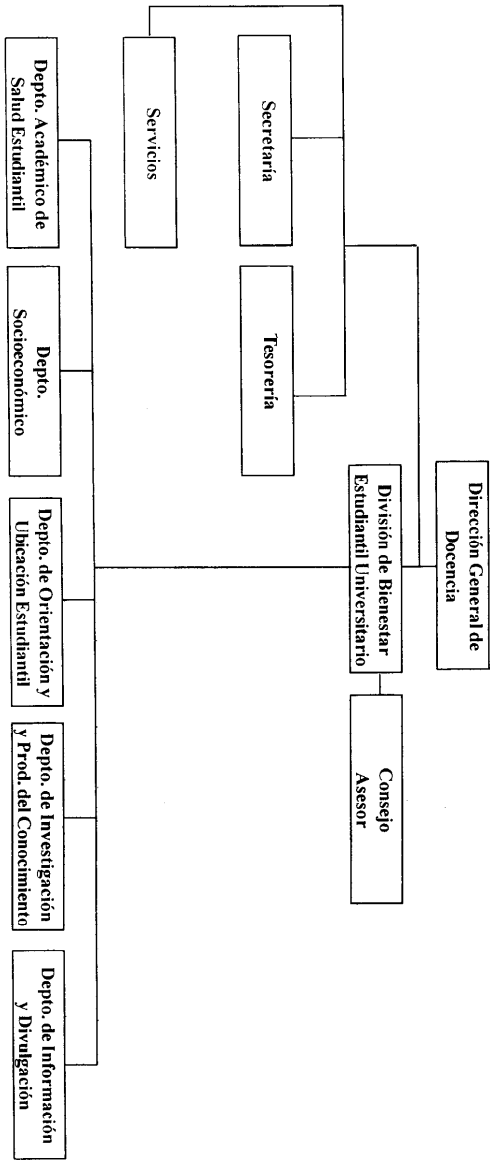 Dirección General de
Docencia
División de Bienestar
Estudiantil Universitario
Consejo
Asesor
Secretaría
Tesorería
Servicios
Depto. Académico de
Salud Estudiantil
Depto.
Socioeconómico
Depto. de Orientación y
Ubicación Estudiantil
Depto. de Investigación
y Prod. del Conocimiento
Depto. de Información
y Divulgación